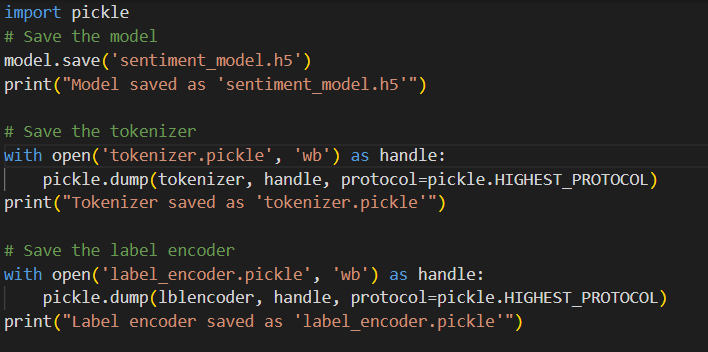 import pickle
# Save the model
model.save('sentiment_model.h5')
print("Model saved as 'sentiment_model.h5'")

# Save the tokenizer
with open('tokenizer.pickle', 'wb') as handle:
    pickle.dump(tokenizer, handle, protocol=pickle.HIGHEST_PROTOCOL)
print("Tokenizer saved as 'tokenizer.pickle'")

# Save the label encoder
with open('label_encoder.pickle', 'wb') as handle:
    pickle.dump(lblencoder, handle, protocol=pickle.HIGHEST_PROTOCOL)
print("Label encoder saved as 'label_encoder.pickle'")